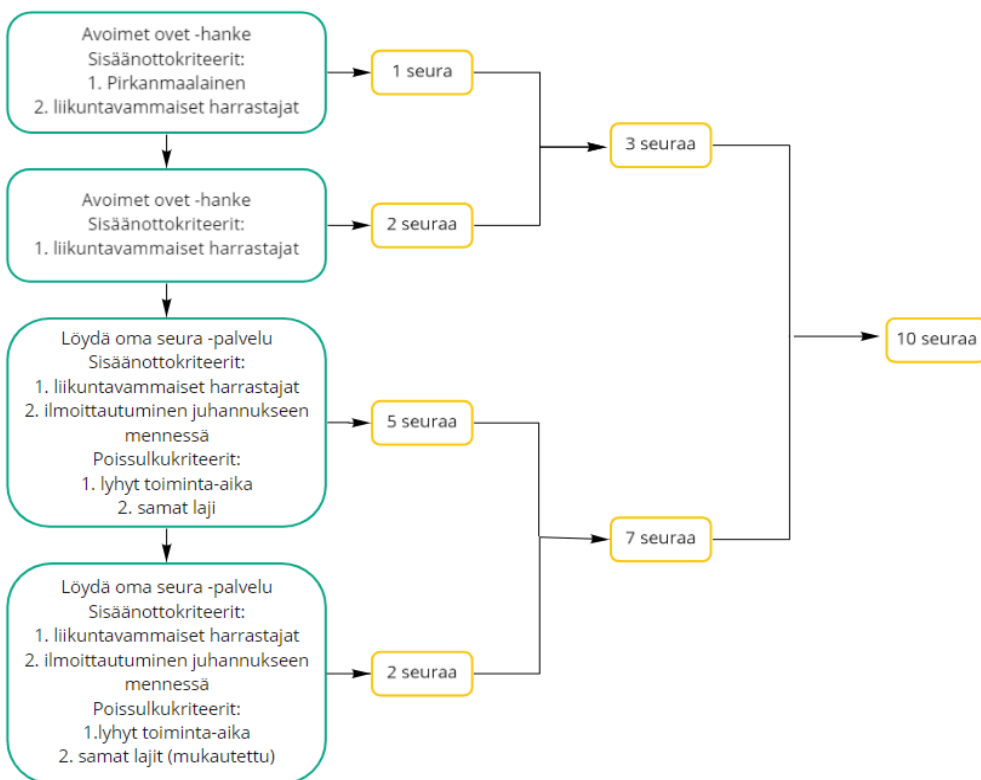 Avoimet ovet -hanke
Sisäänottokriteerit:
1. Pirkanmaalainen
2. liikuntavammaiset harrastajat
1 seura
3 seuraa
Avoimet ovet -hanke
Sisäänottokriteerit:
1. liikuntavammaiset harrastajat
2 seuraa
10 seuraa
Löydä oma seura -palvelu
Sisäänottokriteerit:
1. liikuntavammaiset harrastajat
2. ilmoittautuminen juhannukseen
mennessä
Poissulkukriteerit:
1. lyhyt toiminta-aika
2. samat laji
5 seuraa
7 seuraa
Löydä oma seura -palvelu
Sisäänottokriteerit:
1. liikuntavammaiset harrastajat
2. ilmoittautuminen juhannukseen
mennessä
Poissulkukriteerit:
1.lyhyt toiminta-aika
2. samat lajit (mukautettu)
2 seuraa